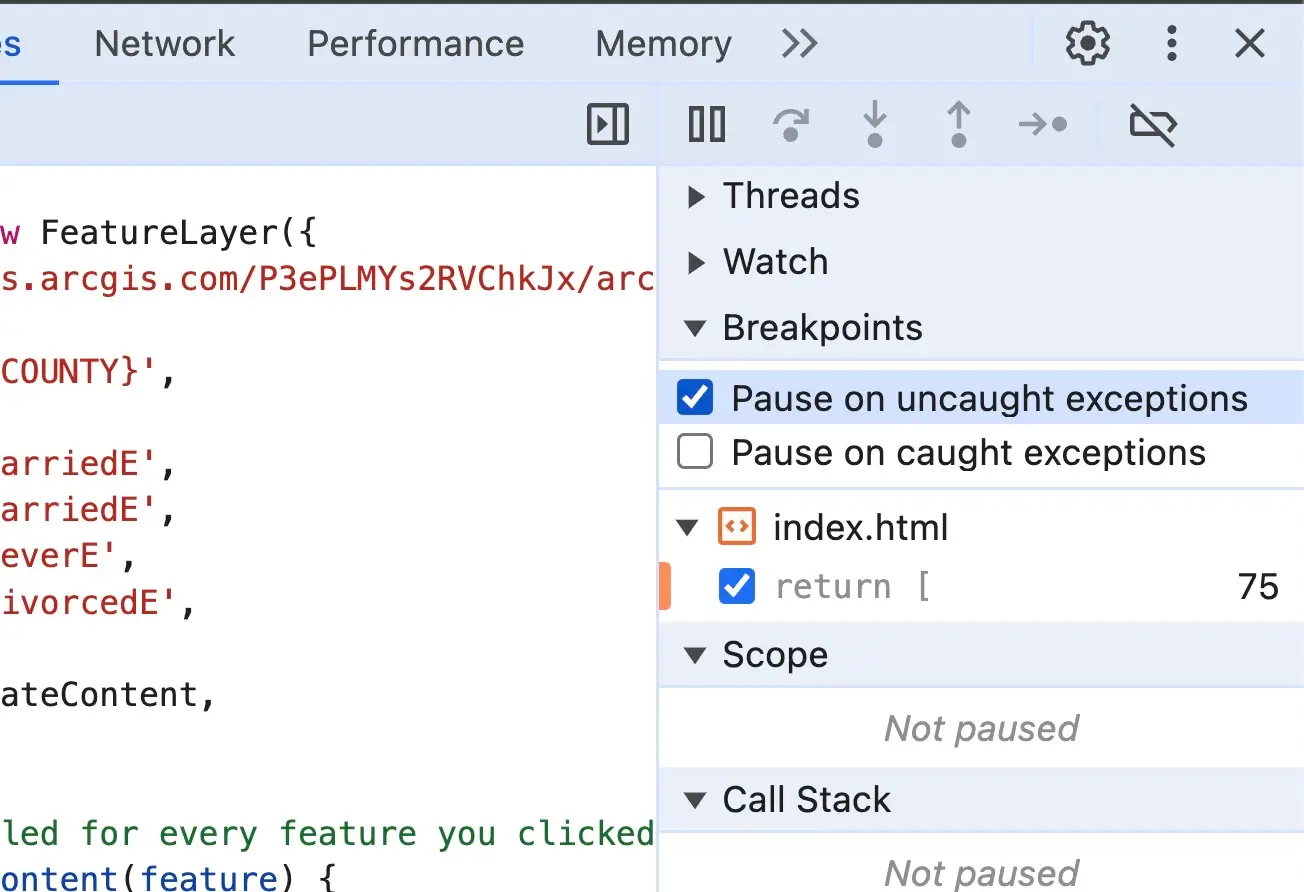 es Network Performance Memory
w FeatureLayer({
s.arcgis.com/P3ePLMYs2RVChkJx/arc
COUNTY}',
arriedE',
arriedE',
everE',
ivorcedE',
ateContent,
led for every feature you clicked
ontent(feature) {
Threads
Watch
Breakpoints
Pause on uncaught exceptions
Pause on caught exceptions
index.html
return [ 75
Scope
Not paused
Call Stack
Not paused